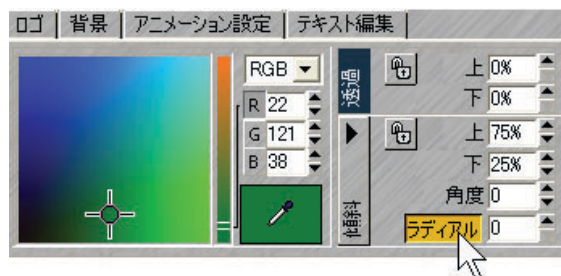 ロゴ 背景 アニメーション設定 テキスト編集
RGB
R 22
G 121
B 38
透過
上 0%
下 0%
傾斜
上 75%
下 25%
角度 0
ラディアル 0